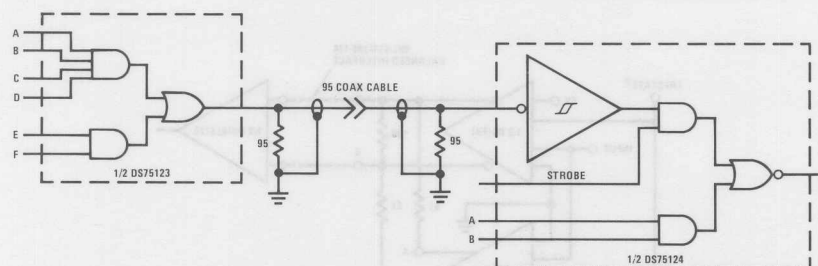 A
B
C
D
E
F
1/2 DS75123
95
95 COAX CABLE
95
STROBE
A
B
1/2 DS75124